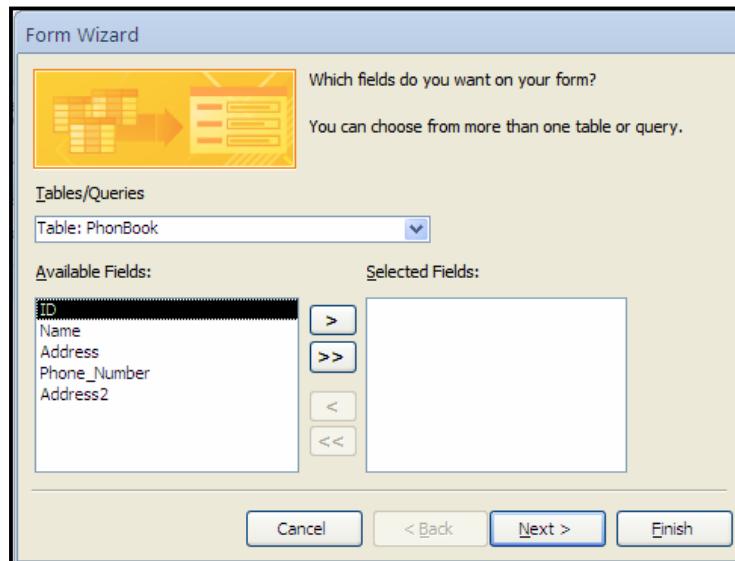 Form Wizard
Which fields do you want on your form?
You can choose from more than one table or query.
Tables/Queries
Table: PhonBook
Available Fields:
Selected Fields:
ID
Name
Address
Phone_Number
Address2
>
>>
<
<<
Cancel
< Back
Next >
Finish